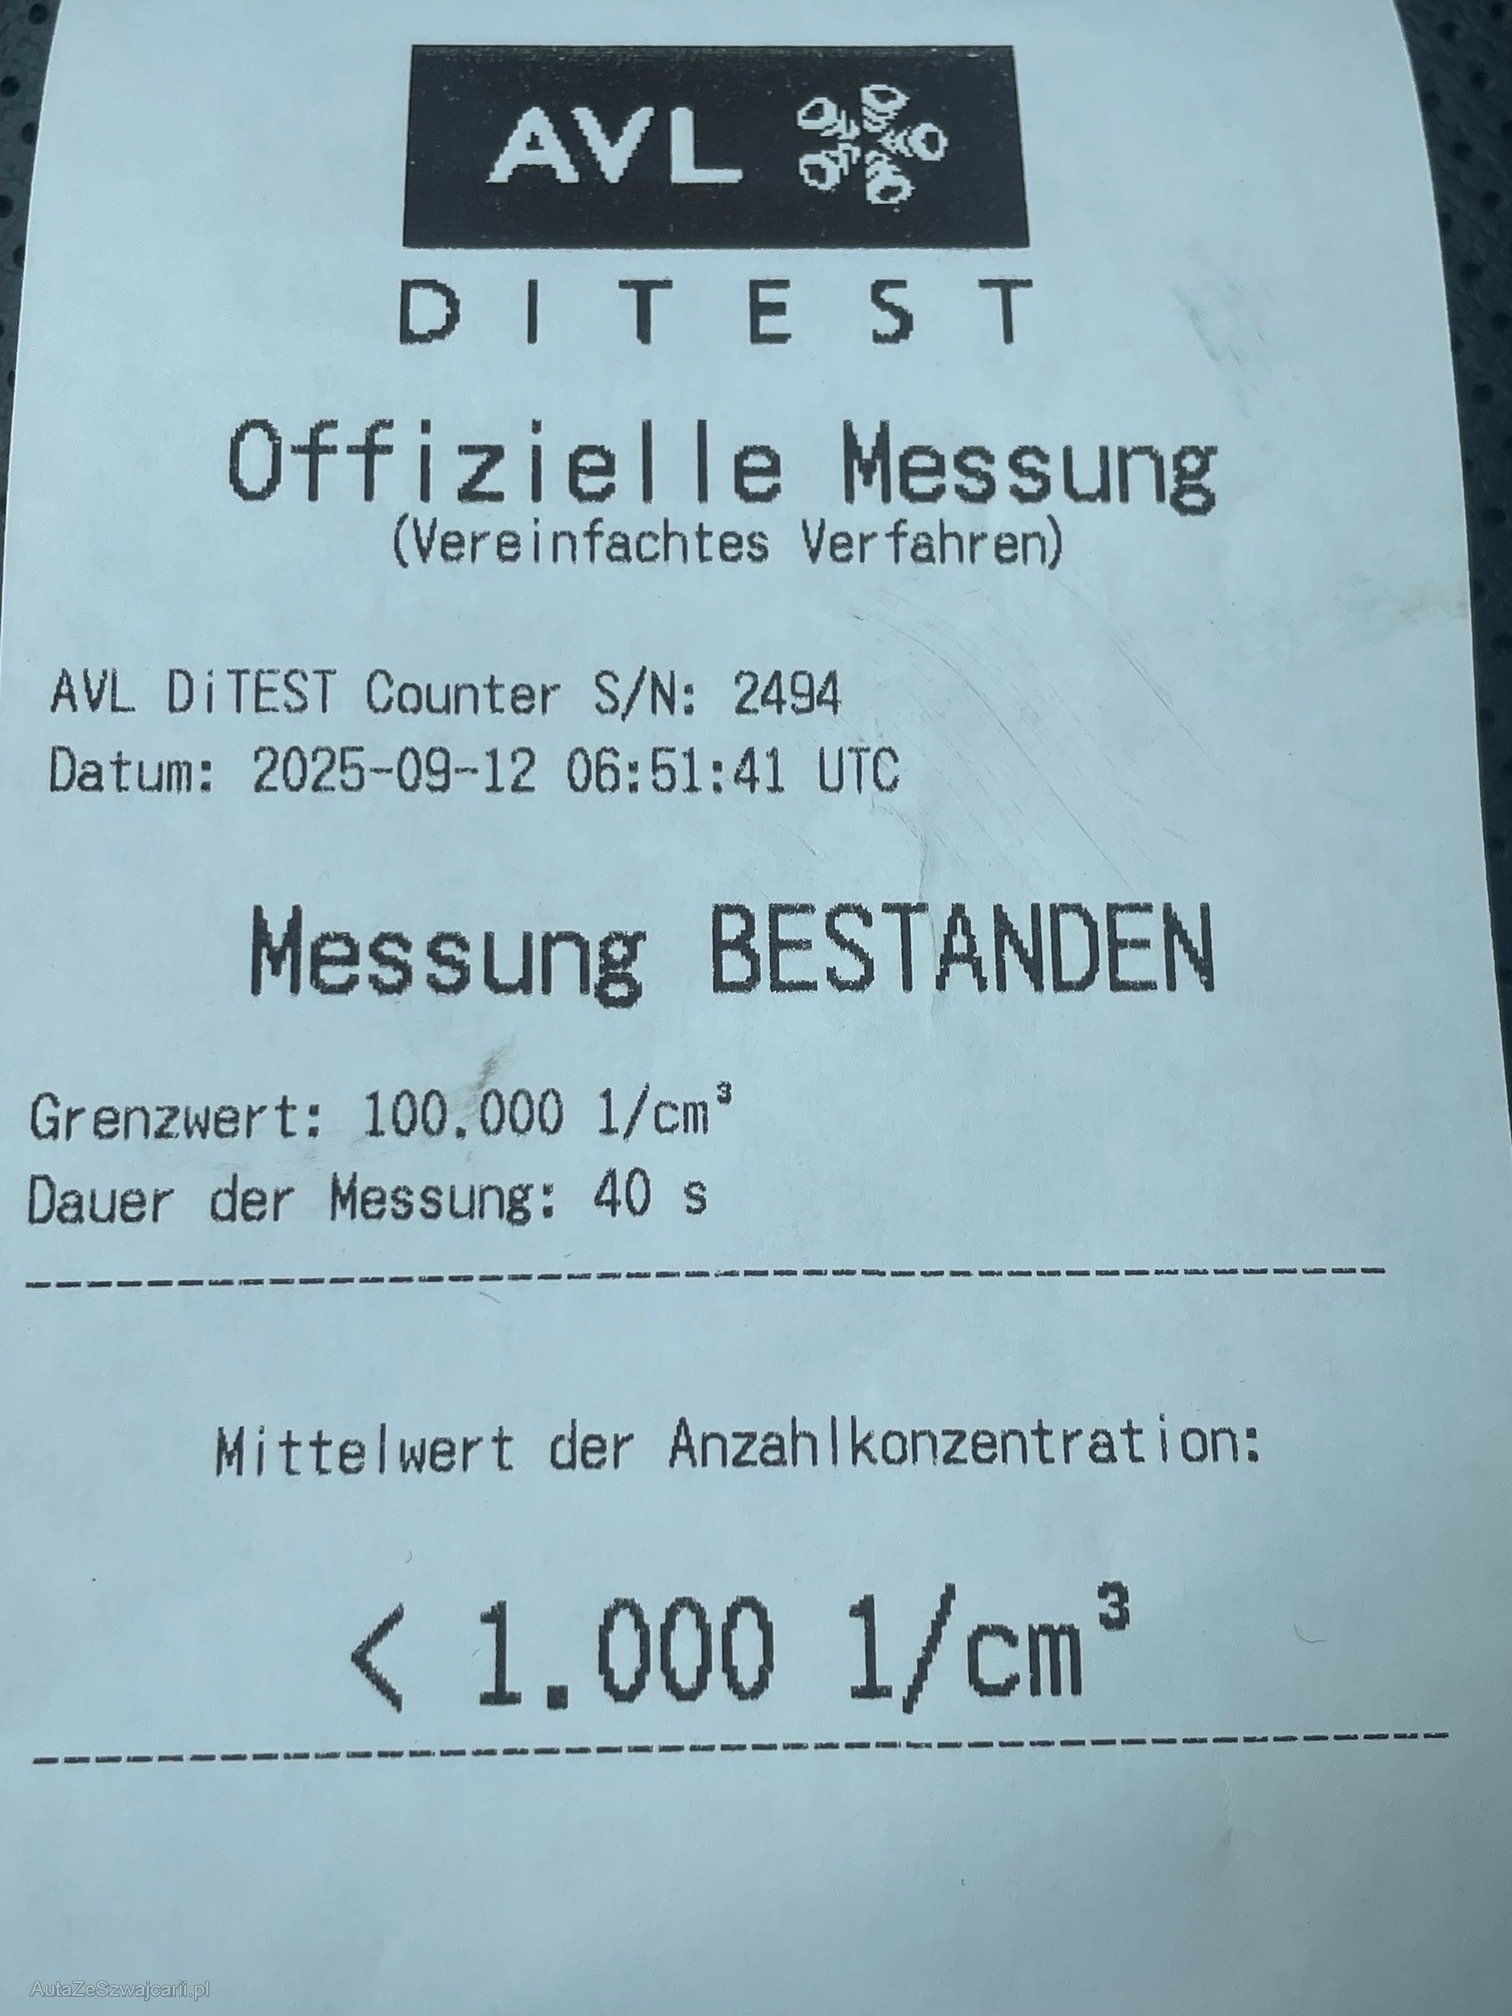 AVL
DITEST
Offizielle Messung
(Vereinfachtes Verfahren)
AVL DiTEST Counter S/N: 2494
Datum: 2025-09-12 06:51:41 UTC
Messung BESTANDEN
Grenzwert: 100.000 1/cm³
Dauer der Messung: 40 s
Mittelwert der Anzahlkonzentration:
< 1.000 1/cm³
AutaZeSzwajcarii.pl